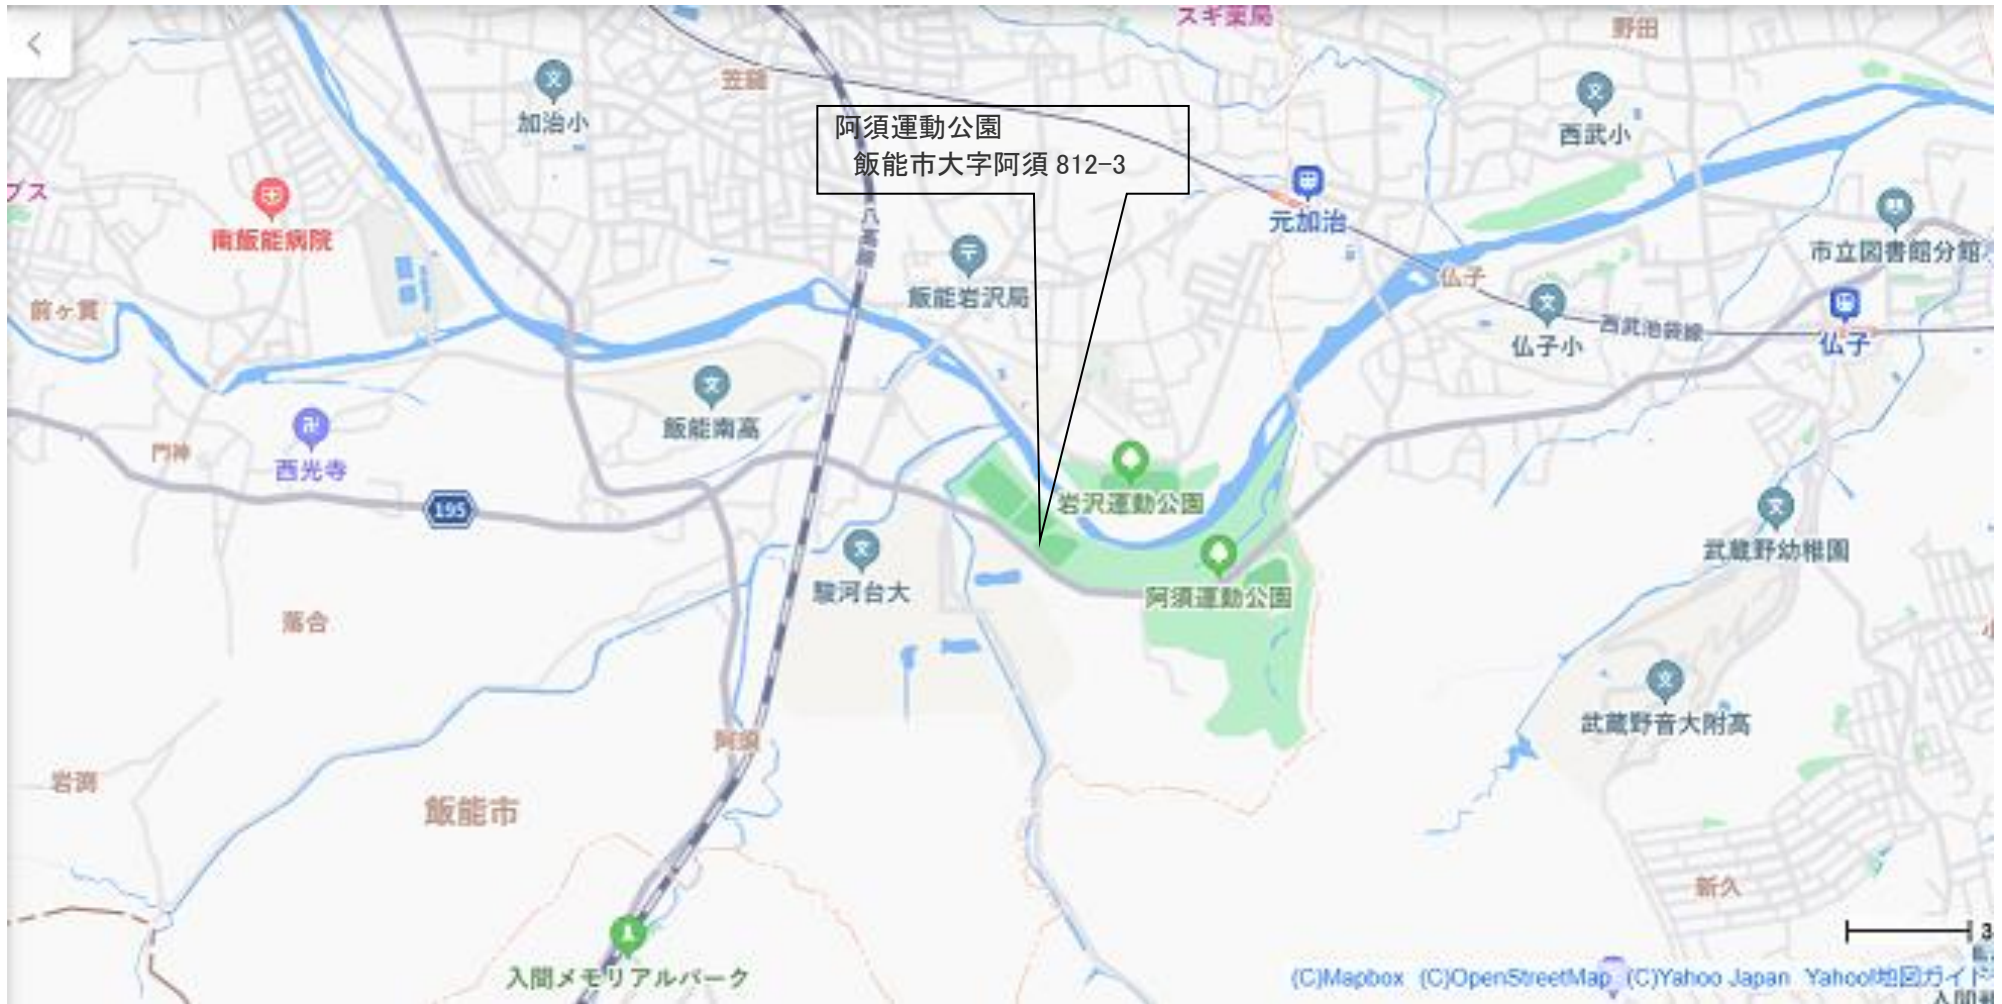 スギ薬局
野田
加治小
笠縫
西武小
阿須運動公園
飯能市大字阿須 812-3
プス
南飯能病院
八高線
元加治
市立図書館分館
飯能岩沢局
仏子
前ヶ貫
仏子小
西武池袋線
仏子
飯能南高
門神
西光寺
195
岩沢運動公園
武蔵野幼稚園
駿河台大
阿須運動公園
落合
武蔵野音大附高
阿須
岩渕
飯能市
新久
入間メモリアルパーク
(C)Mapbox (C)OpenStreetMap (C)Yahoo Japan Yahoo!地図ガイド